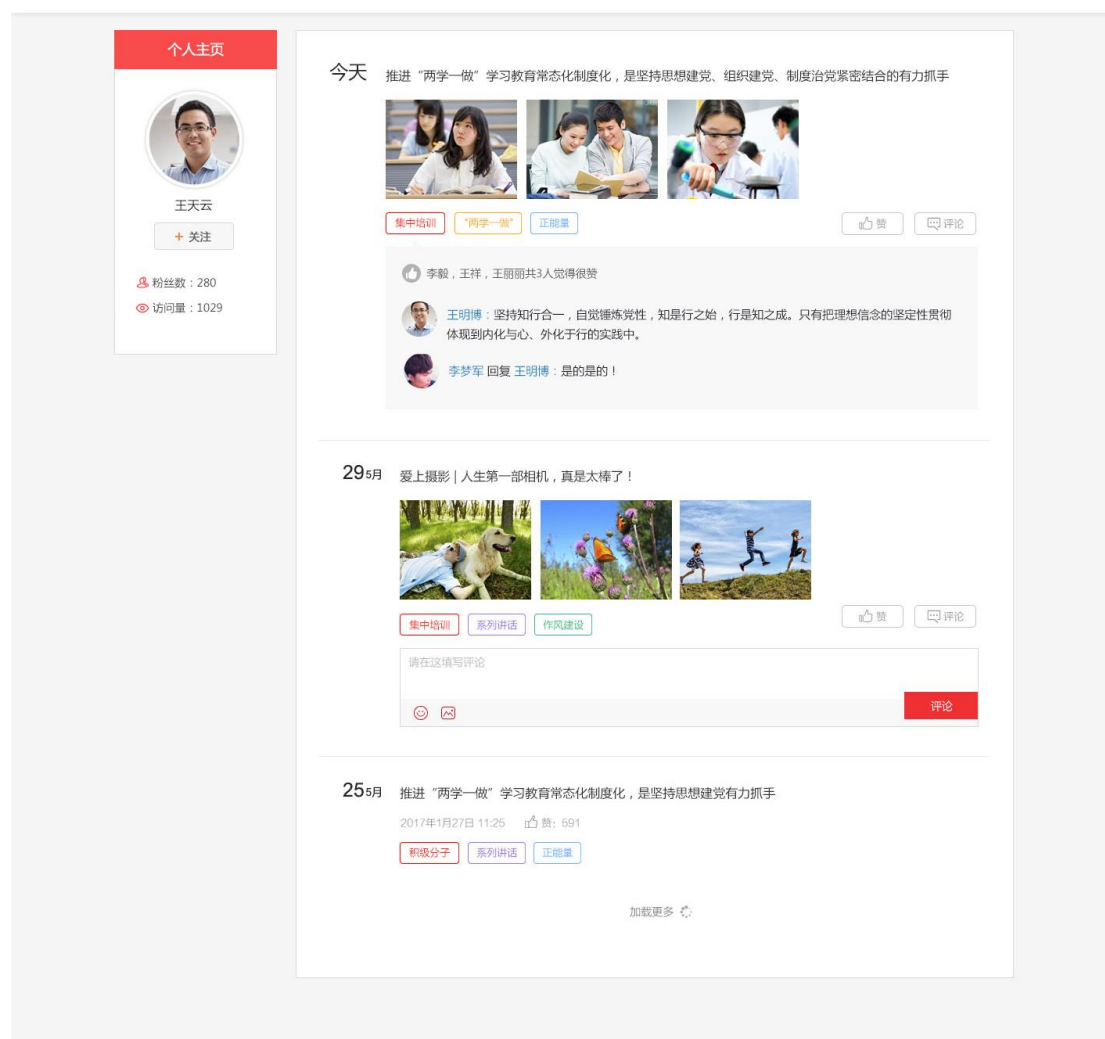 个人主页
王天云
+ 关注
粉丝数：280
访问量：1029
今天
推进“两学一做”学习教育常态化制度化，是坚持思想建党、组织建党、制度治党紧密结合的有力抓手
集中培训 “两学一做” 正能量
赞 评论
李毅，王祥，王丽丽共3人觉得很赞
王明博：坚持知行合一，自觉锤炼党性，知是行之始，行是知之成。只有把理想信念的坚定性贯彻
体现到内化与心、外化于行的实践中。
李梦军 回复 王明博：是的是的！
29 5月
爱上摄影 | 人生第一部相机，真是太棒了！
集中培训 系列讲话 作风建设
赞 评论
请在这填写评论
评论
25 5月
推进“两学一做”学习教育常态化制度化，是坚持思想建党有力抓手
2017年1月27日 11:25 赞: 591
积级分子 系列讲话 正能量
加载更多